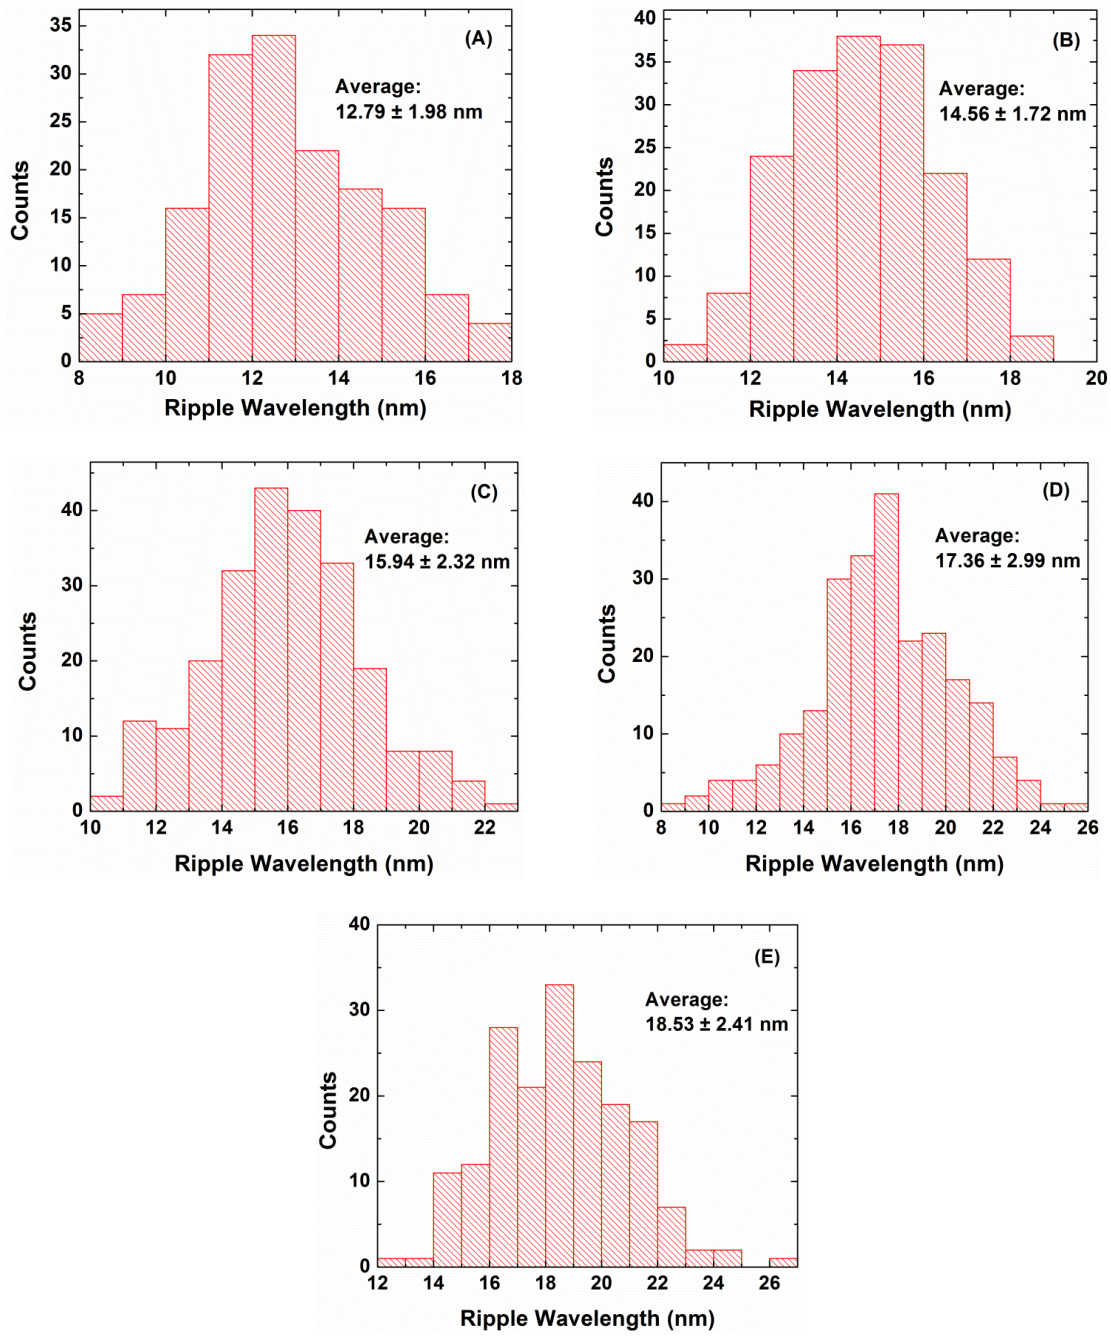 (A)
Average:
12.79 ± 1.98 nm
35
30
25
20
15
10
5
0
Counts
8 10 12 14 16 18
Ripple Wavelength (nm)
(B)
Average:
14.56 ± 1.72 nm
40
35
30
25
20
15
10
5
0
Counts
10 12 14 16 18 20
Ripple Wavelength (nm)
(C)
Average:
15.94 ± 2.32 nm
40
30
20
10
0
Counts
10 12 14 16 18 20 22
Ripple Wavelength (nm)
(D)
Average:
17.36 ± 2.99 nm
40
30
20
10
0
Counts
8 10 12 14 16 18 20 22 24 26
Ripple Wavelength (nm)
(E)
Average:
18.53 ± 2.41 nm
40
30
20
10
0
Counts
12 14 16 18 20 22 24 26
Ripple Wavelength (nm)